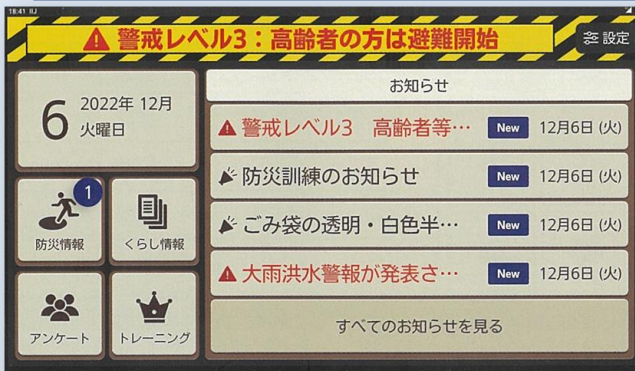 18:41 IIJ
警戒レベル3：高齢者の方は避難開始
設定
6
2022年 12月
火曜日
お知らせ
警戒レベル3 高齢者等…
New
12月6日 (火)
防災訓練のお知らせ
New
12月6日 (火)
ごみ袋の透明・白色半…
New
12月6日 (火)
大雨洪水警報が発表さ…
New
12月6日 (火)
すべてのお知らせを見る
1
防災情報
くらし情報
アンケート
トレーニング